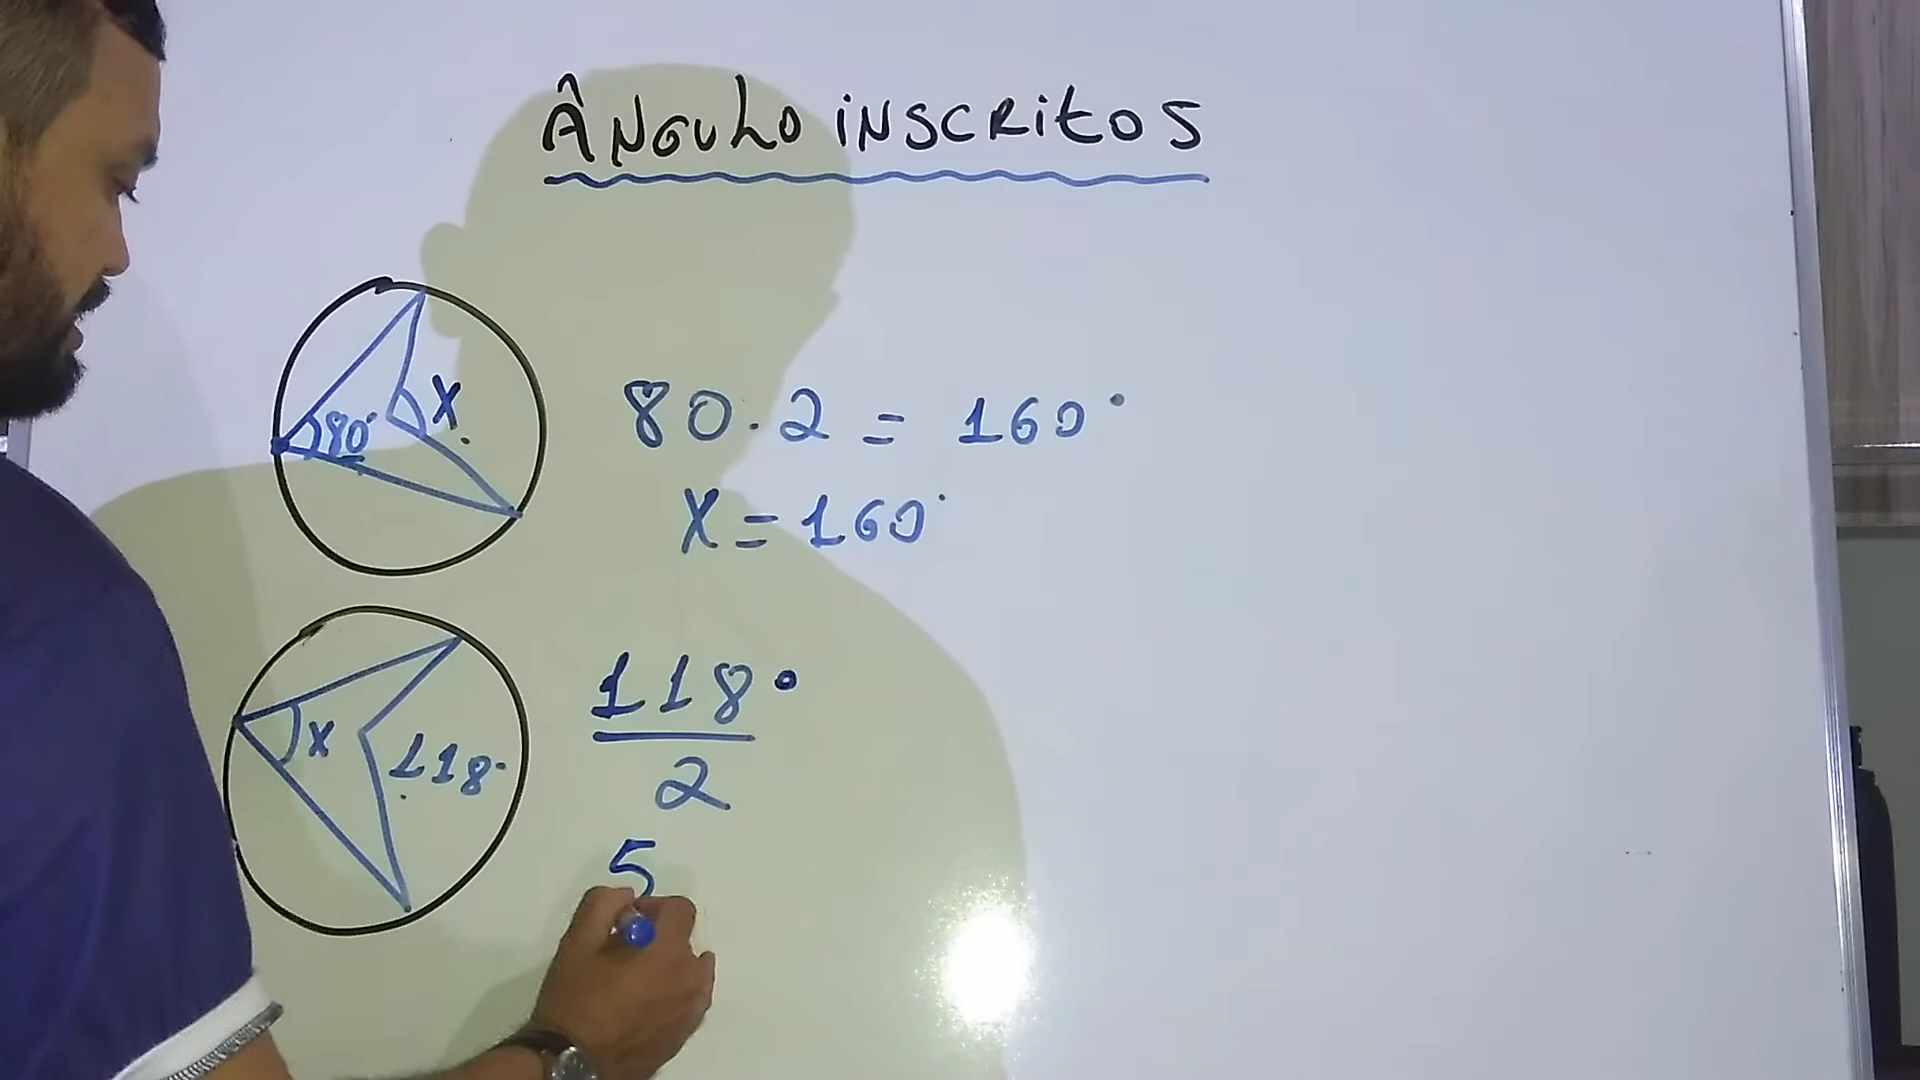 ÂNGULO iNSCRitOS
80° X
80.2 = 160°
X = 160°
X 118°
118°
2
5